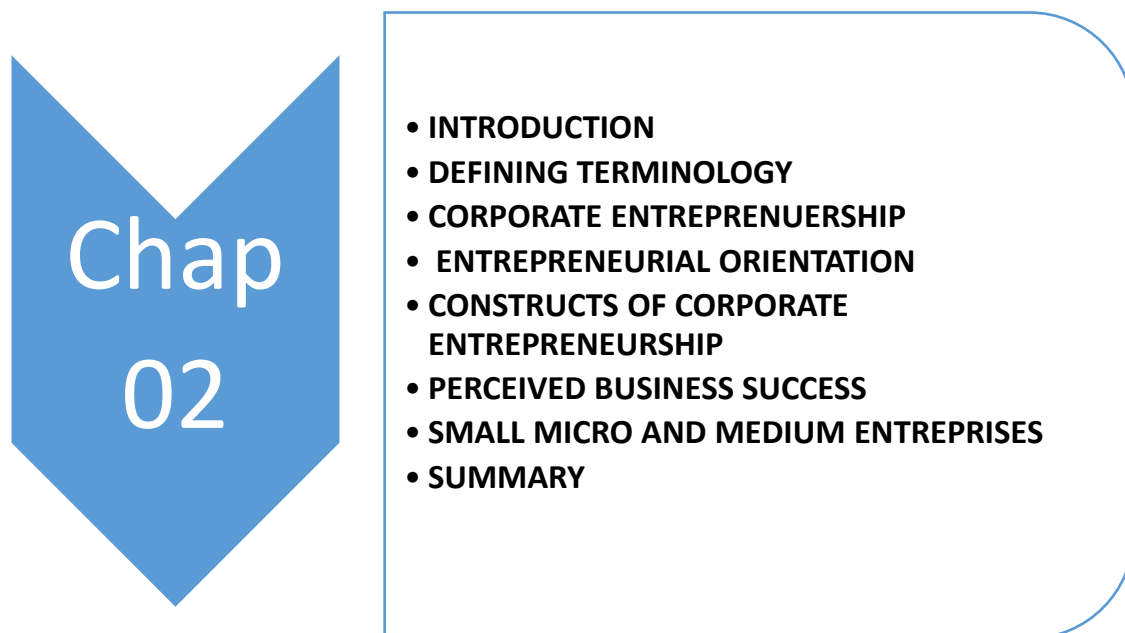 Chap
02
• INTRODUCTION
• DEFINING TERMINOLOGY
• CORPORATE ENTREPRENUERSHIP
• ENTREPRENEURIAL ORIENTATION
• CONSTRUCTS OF CORPORATE
ENTREPRENEURSHIP
• PERCEIVED BUSINESS SUCCESS
• SMALL MICRO AND MEDIUM ENTREPRISES
• SUMMARY